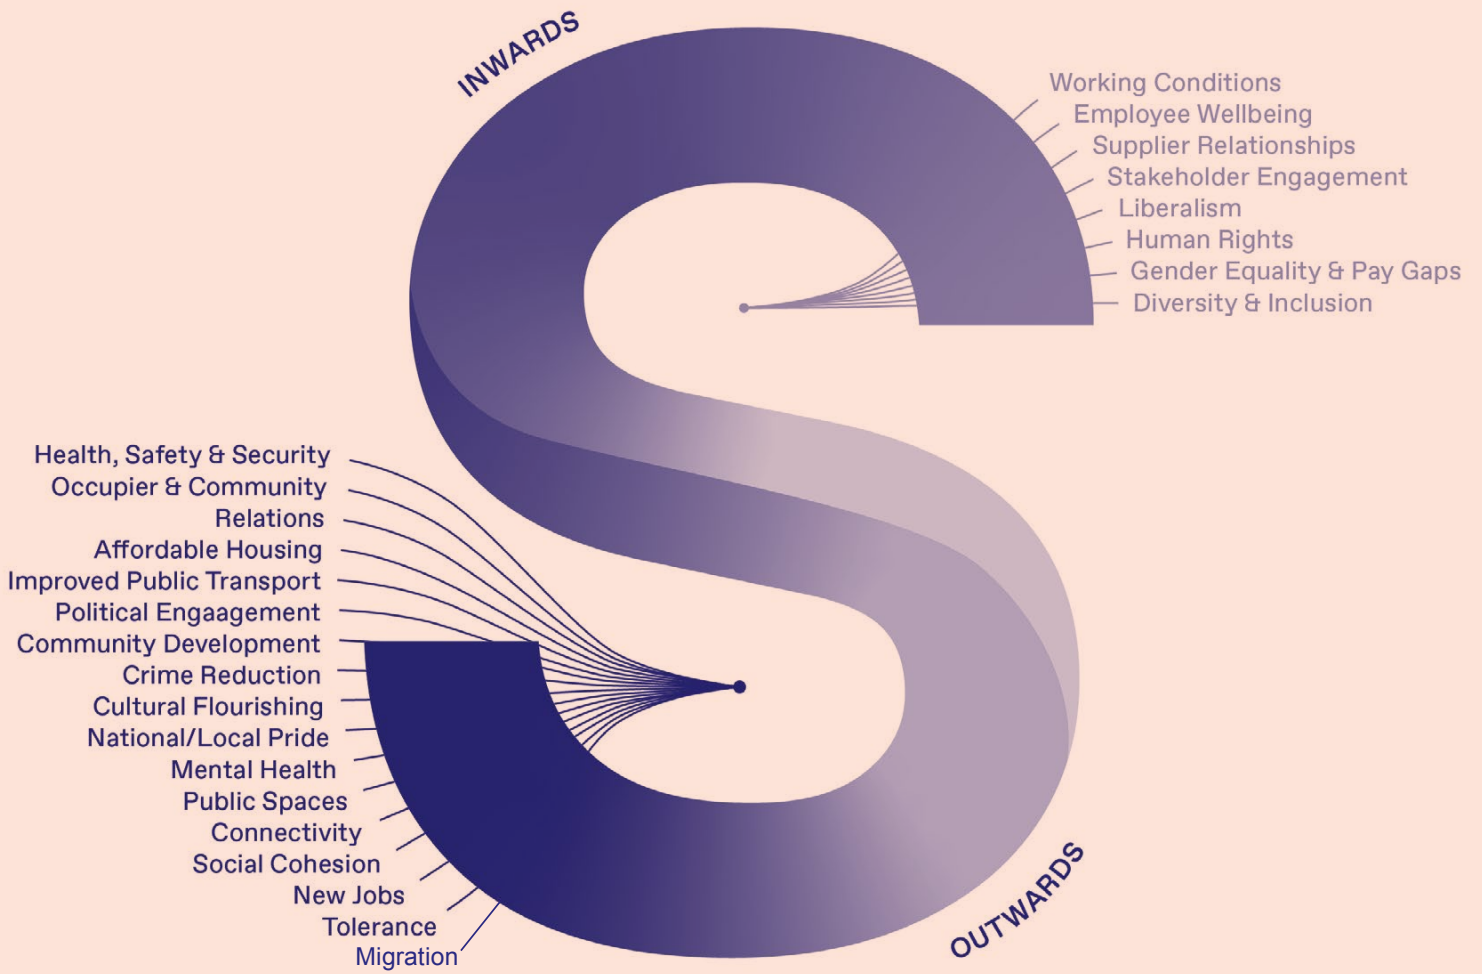 INWARDS
Working Conditions
Employee Wellbeing
Supplier Relationships
Stakeholder Engagement
Liberalism
Human Rights
Gender Equality & Pay Gaps
Diversity & Inclusion
Health, Safety & Security
Occupier & Community
Relations
Affordable Housing
Improved Public Transport
Political Engaagement
Community Development
Crime Reduction
Cultural Flourishing
National/Local Pride
Mental Health
Public Spaces
Connectivity
Social Cohesion
New Jobs
Tolerance
Migration
OUTWARDS